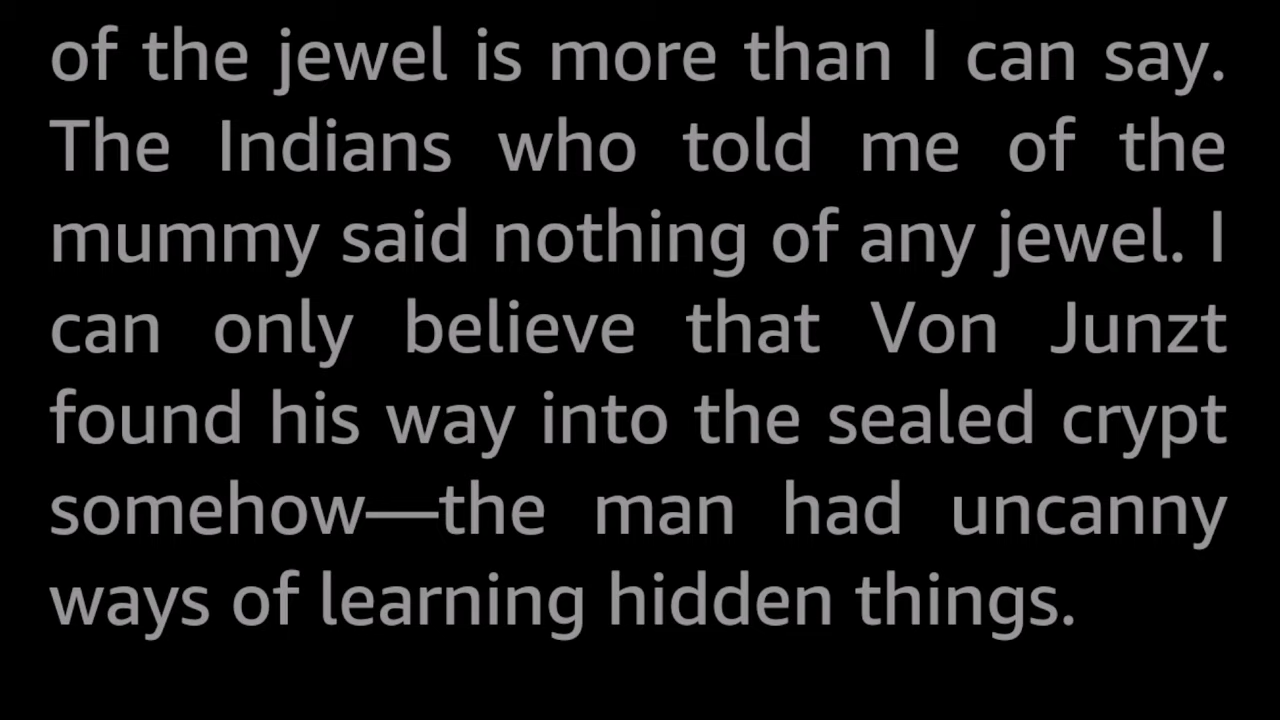 of the jewel is more than I can say.
The Indians who told me of the
mummy said nothing of any jewel. I
can only believe that Von Junzt
found his way into the sealed crypt
somehow—the man had uncanny
ways of learning hidden things.